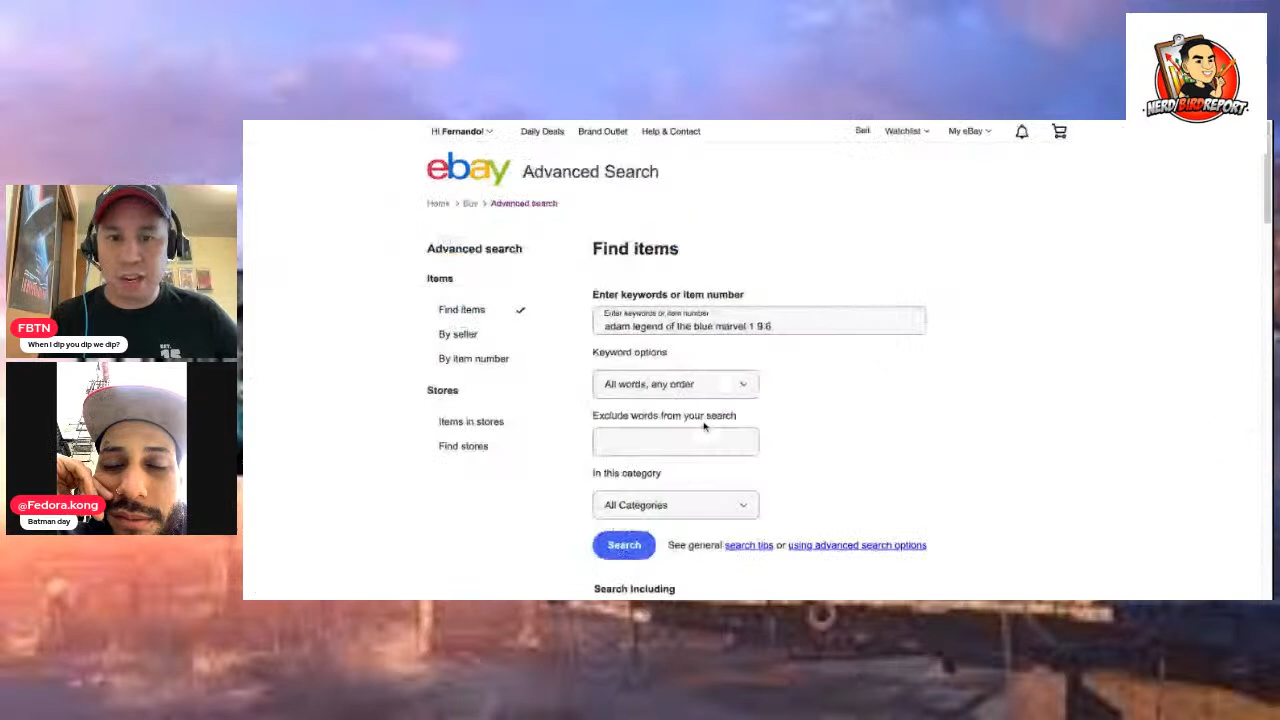 NERD/BIRDREPORT
Hi Fernando!
Daily Deals
Brand Outlet
Help & Contact
Sell
Watchlist
My eBay
ebay
Advanced Search
Home > Buy > Advanced search
Advanced search
Items
Find items
By seller
By item number
Stores
Items in stores
Find stores
Find items
Enter keywords or item number
Enter keywords or item number
adam legend of the blue marvel 1 9.6
Keyword options
All words, any order
Exclude words from your search
In this category
All Categories
Search
See general search tips or using advanced search options
Search Including
FBTN
When I dip you dip we dip?
@Fedora.kong
Batman day